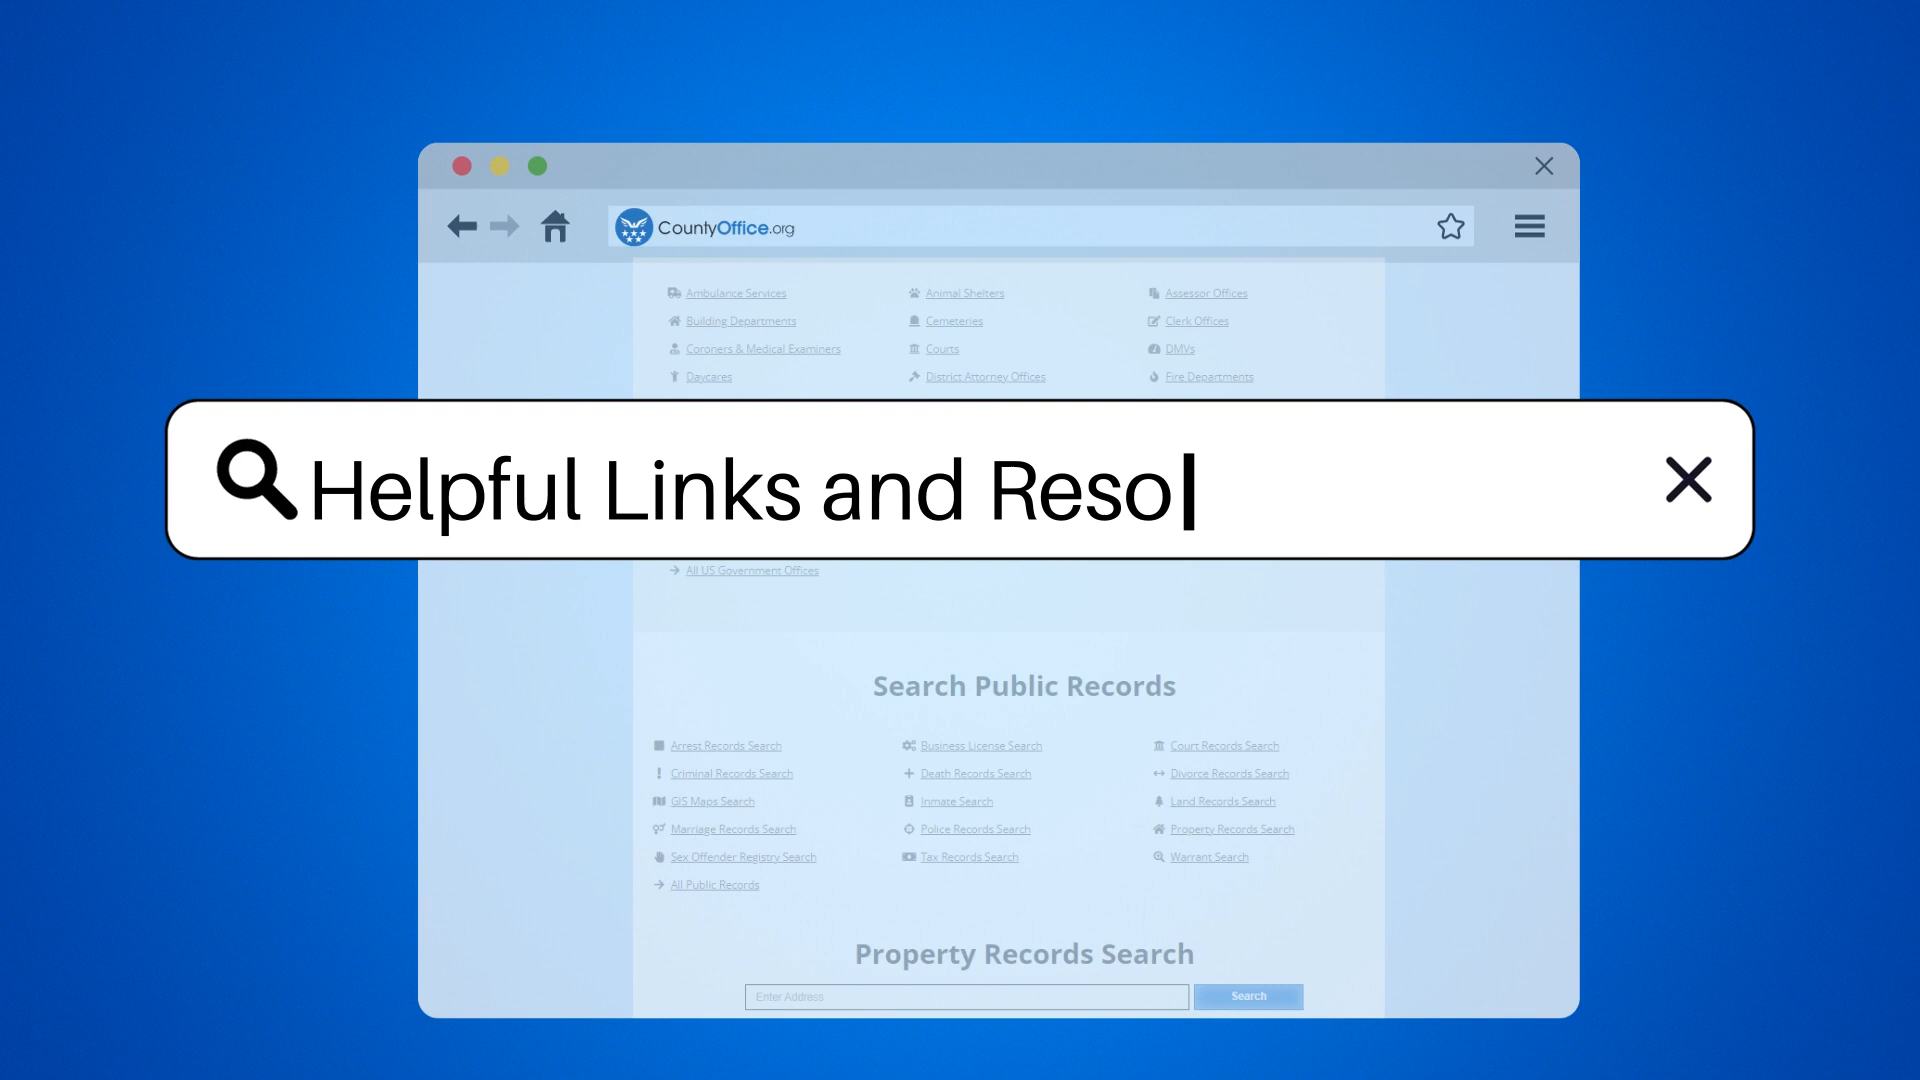 CountyOffice.org
Ambulance Services Animal Shelters Assessor Offices
Building Departments Cemeteries Clerk Offices
Coroners & Medical Examiners Courts DMVs
Daycares District Attorney Offices Fire Departments
Helpful Links and Reso
All US Government Offices
Search Public Records
Arrest Records Search Business License Search Court Records Search
Criminal Records Search Death Records Search Divorce Records Search
GIS Maps Search Inmate Search Land Records Search
Marriage Records Search Police Records Search Property Records Search
Sex Offender Registry Search Tax Records Search Warrant Search
All Public Records
Property Records Search
Enter Address Search